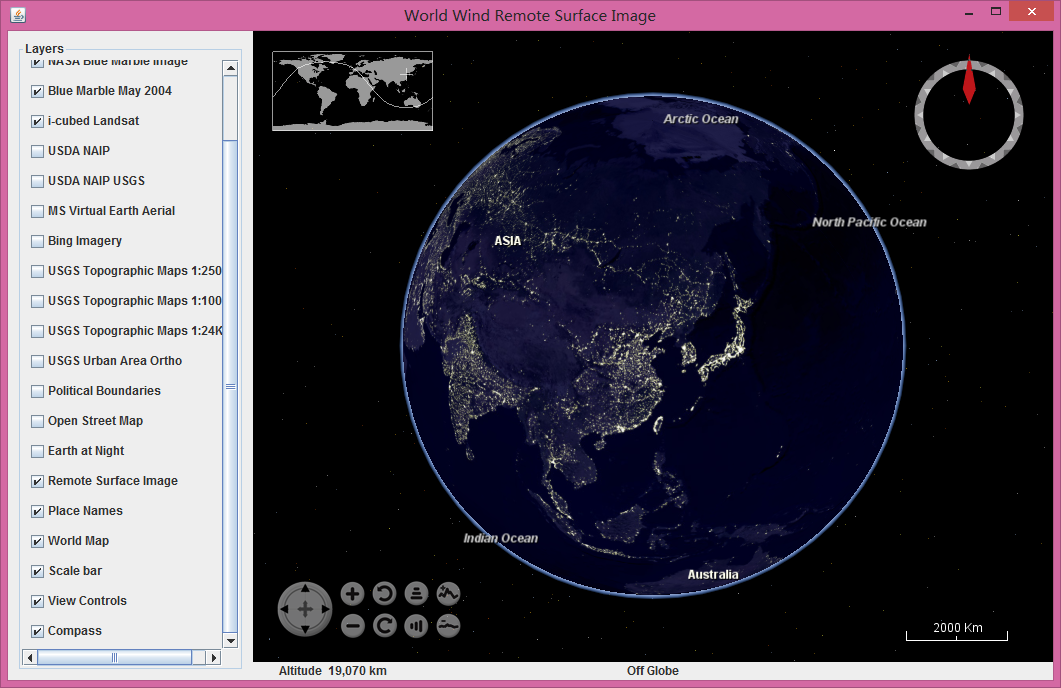 World Wind Remote Surface Image
Layers
NASA Blue Marble Image
Blue Marble May 2004
i-cubed Landsat
USDA NAIP
USDA NAIP USGS
MS Virtual Earth Aerial
Bing Imagery
USGS Topographic Maps 1:250
USGS Topographic Maps 1:100
USGS Topographic Maps 1:24K
USGS Urban Area Ortho
Political Boundaries
Open Street Map
Earth at Night
Remote Surface Image
Place Names
World Map
Scale bar
View Controls
Compass
Arctic Ocean
North Pacific Ocean
ASIA
Indian Ocean
Australia
2000 Km
Altitude 19,070 km
Off Globe